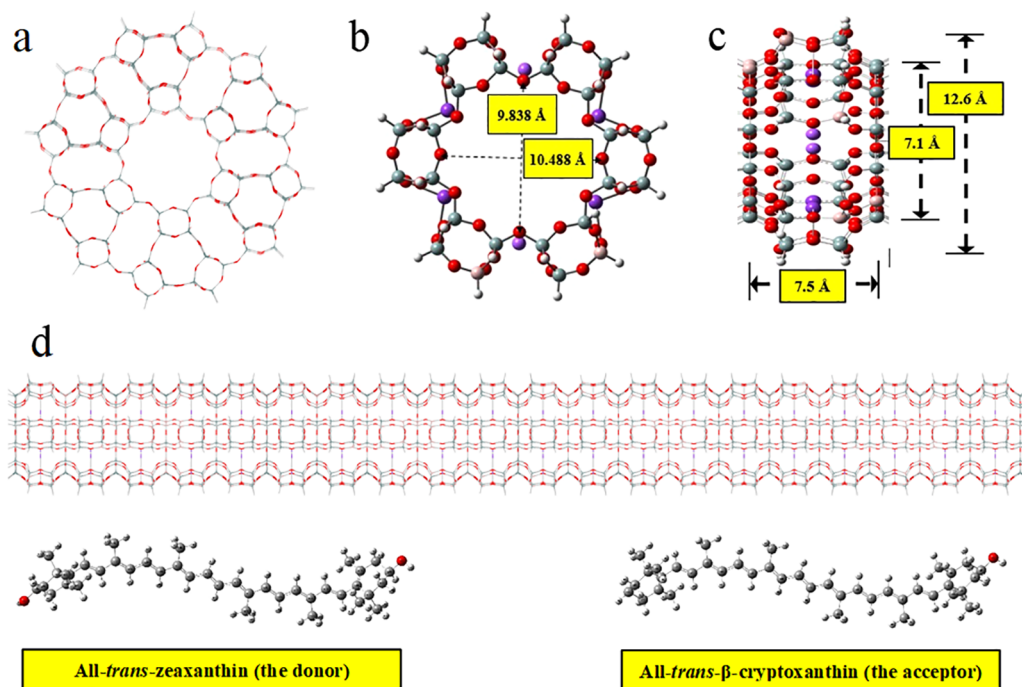 a
b
c
9.838 Å
10.488 Å
12.6 Å
7.1 Å
7.5 Å
d
All-trans-zeaxanthin (the donor)
All-trans-β-cryptoxanthin (the acceptor)